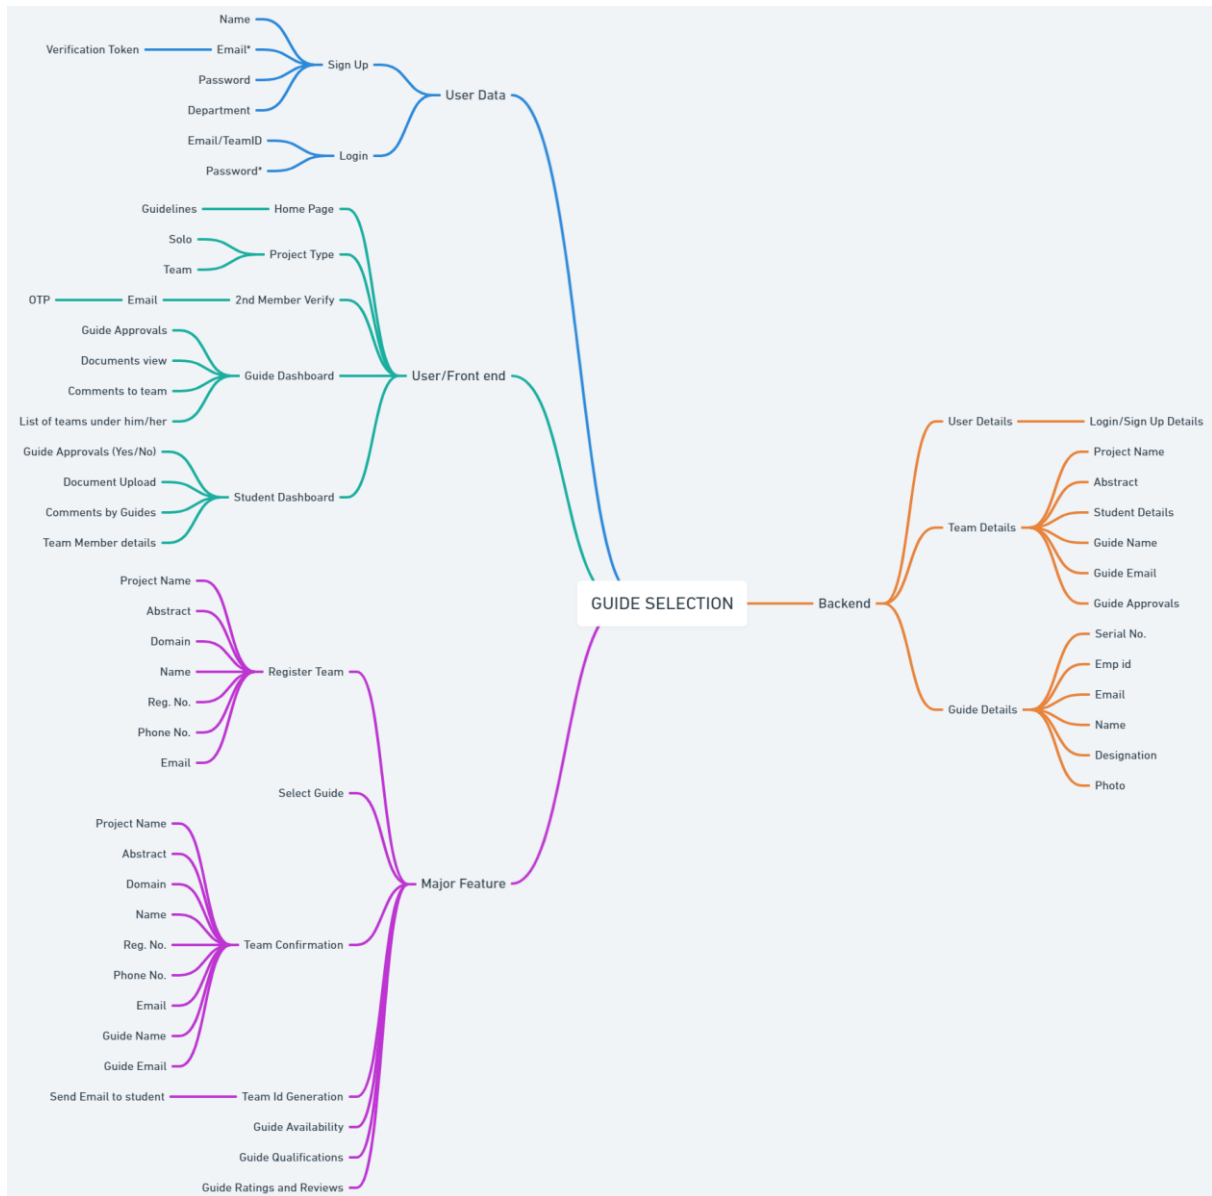 Name
Verification Token
Email*
Sign Up
Password
User Data
Department
Email/TeamID
Login
Password*
Guidelines
Home Page
Solo
Project Type
Team
OTP
Email
2nd Member Verify
Guide Approvals
Documents view
Guide Dashboard
User/Front end
Comments to team
List of teams under him/her
Guide Approvals (Yes/No)
Document Upload
Student Dashboard
Comments by Guides
Team Member details
GUIDE SELECTION
Project Name
Abstract
Domain
Name
Register Team
Reg. No.
Phone No.
Email
Select Guide
Project Name
Abstract
Domain
Major Feature
Name
Reg. No.
Team Confirmation
Phone No.
Email
Guide Name
Guide Email
Send Email to student
Team Id Generation
Guide Availability
Guide Qualifications
Guide Ratings and Reviews
Backend
User Details
Login/Sign Up Details
Project Name
Abstract
Student Details
Team Details
Guide Name
Guide Email
Guide Approvals
Serial No.
Emp id
Email
Guide Details
Name
Designation
Photo